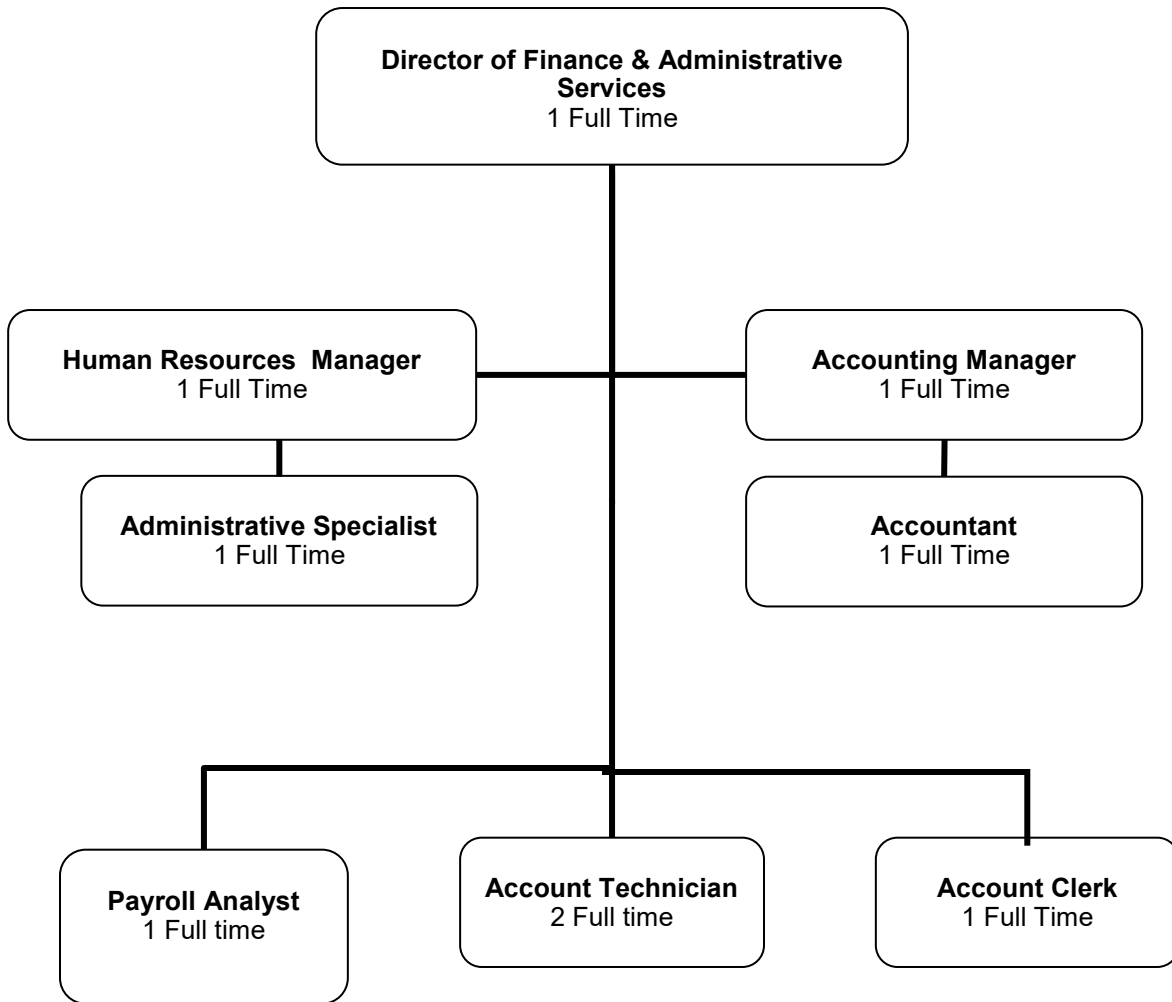 Director of Finance & Administrative
Services
1 Full Time
Human Resources  Manager
1 Full Time
Accounting Manager
1 Full Time
Administrative Specialist
1 Full Time
Accountant
1 Full Time
Payroll Analyst
1 Full time
Account Technician
2 Full time
Account Clerk
1 Full Time